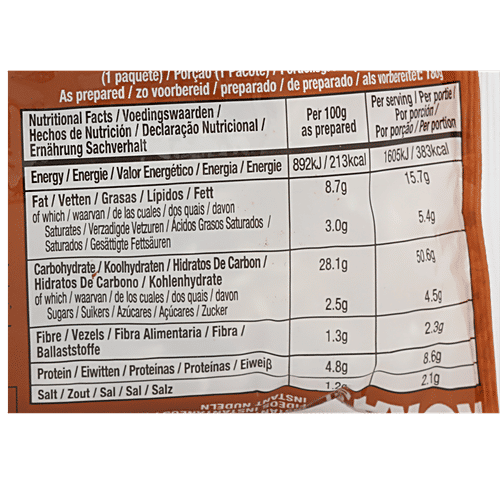 (1 paquete) / Porção (1 Pacote) /
As prepared / zo voorbereid / preparado / de preparado / als vorbereitet: 180g
Nutritional Facts / Voedingswaarden /
Hechos de Nutrición / Declaração Nutricional /
Ernährung Sachverhalt
Per 100g
as prepared
Per serving / Per portie /
Por porción /
Por porção / Per portion
Energy / Energie / Valor Energético / Energia / Energie 892kJ / 213kcal 1605kJ / 383kcal
Fat / Vetten / Grasas / Lípidos / Fett 8.7g 15.7g
of which / waarvan / de las cuales / dos quais / davon
Saturates / Verzadigde Vetzuren / Ácidos Grasos Saturados /
Saturados / Gesättigte Fettsäuren 3.0g 5.4g
Carbohydrate / Koolhydraten / Hidratos De Carbon /
Hidratos De Carbono / Kohlenhydrate 28.1g 50.6g
of which / waarvan / de los cuales / dos quais / davon
Sugars / Suikers / Azúcares / Açúcares / Zucker 2.5g 4.5g
Fibre / Vezels / Fibra Alimentaria / Fibra /
Ballaststoffe 1.3g 2.3g
Protein / Eiwitten / Proteínas / Proteínas / Eiweiß 4.8g 8.6g
Salt / Zout / Sal / Sal / Salz 1.2g 2.1g
INSTANT NUDELN